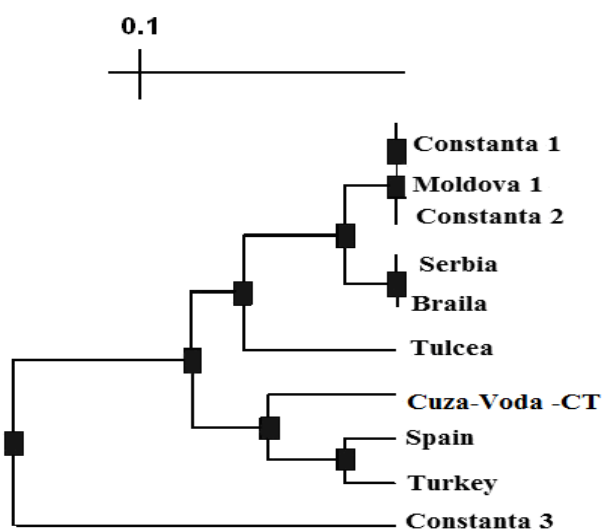 0.1
Constanta 1
Moldova 1
Constanta 2
Serbia
Braila
Tulcea
Cuza-Voda -CT
Spain
Turkey
Constanta 3